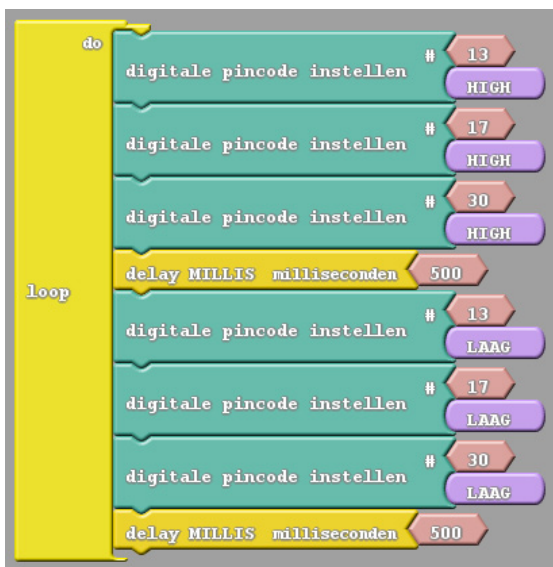 do
digitale pincode instellen # 13
HIGH
digitale pincode instellen # 17
HIGH
digitale pincode instellen # 30
HIGH
delay MILLIS milliseconden 500
loop
digitale pincode instellen # 13
LAAG
digitale pincode instellen # 17
LAAG
digitale pincode instellen # 30
LAAG
delay MILLIS milliseconden 500